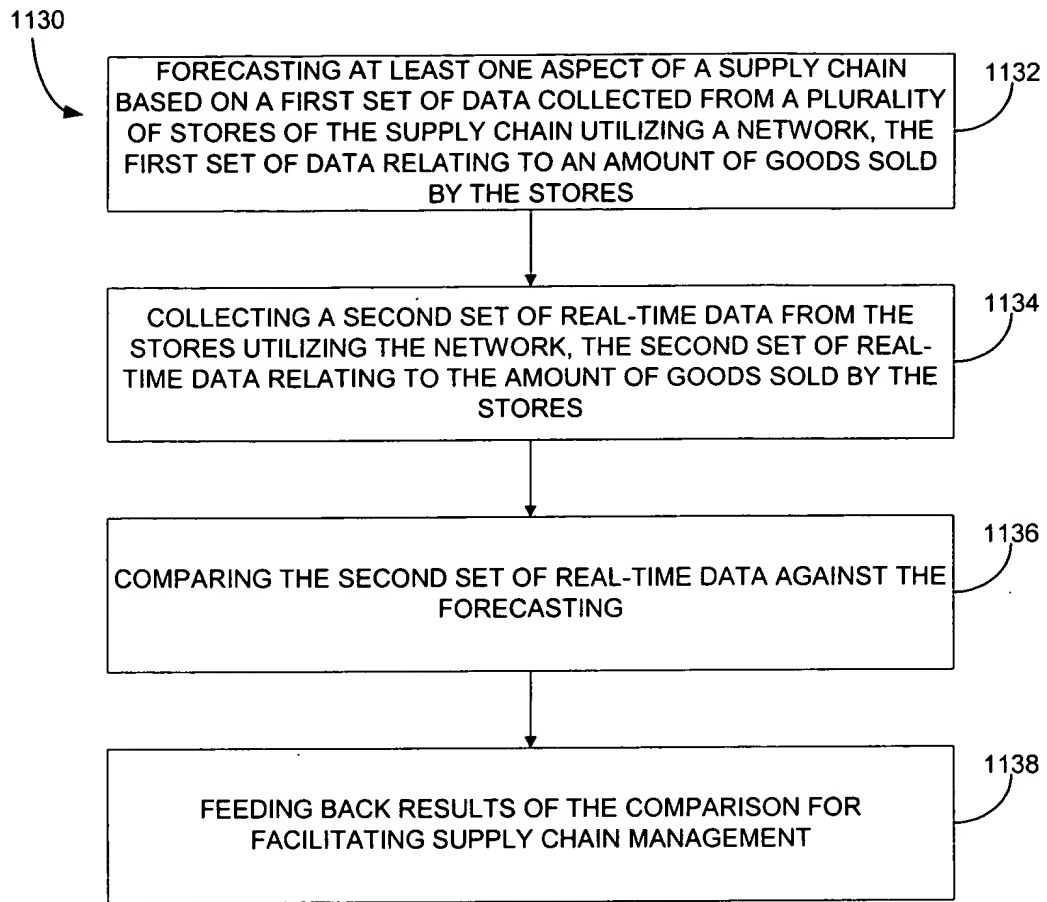 1130
FORECASTING AT LEAST ONE ASPECT OF A SUPPLY CHAIN
BASED ON A FIRST SET OF DATA COLLECTED FROM A PLURALITY
OF STORES OF THE SUPPLY CHAIN UTILIZING A NETWORK, THE
FIRST SET OF DATA RELATING TO AN AMOUNT OF GOODS SOLD
BY THE STORES
1132
COLLECTING A SECOND SET OF REAL-TIME DATA FROM THE
STORES UTILIZING THE NETWORK, THE SECOND SET OF REAL-
TIME DATA RELATING TO THE AMOUNT OF GOODS SOLD BY THE
STORES
1134
COMPARING THE SECOND SET OF REAL-TIME DATA AGAINST THE
FORECASTING
1136
FEEDING BACK RESULTS OF THE COMPARISON FOR
FACILITATING SUPPLY CHAIN MANAGEMENT
1138